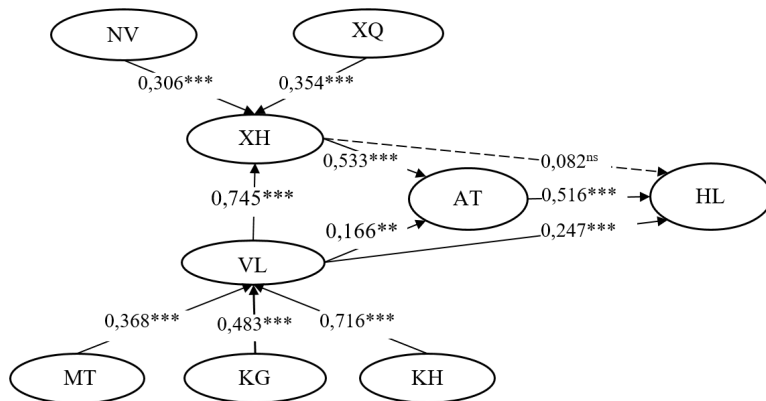 NV
XQ
0,306***
0,354***
XH
0,533***
0,082ns
0,745***
AT
0,516***
HL
0,166**
0,247***
VL
0,368***
0,483***
0,716***
MT
KG
KH